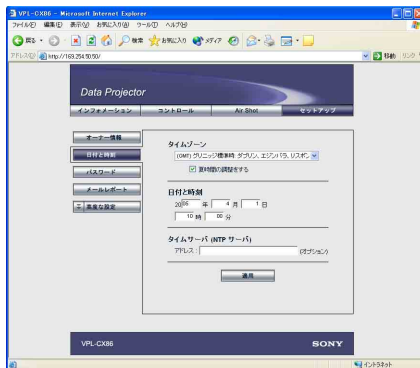 VPL-CX86 - Microsoft Internet Explorer
ファイル(F) 編集(E) 表示(V) お気に入り(A) ツール(T) ヘルプ(H)
戻る 検索 お気に入り メディア
アドレス(D) http://169.254.50.50/ 移動 リンク
Data Projector
インフォメーション コントロール Air Shot セットアップ
オーナー情報
日付と時刻
パスワード
メールレポート
高度な設定
タイムゾーン
(GMT) グリニッジ標準時 ダブリン, エジンバラ, リスボン,
夏時間の調整をする
日付と時刻
2005 年 4 月 1 日
10 時 00 分
タイムサーバ (NTP サーバ)
アドレス : (オプション)
適用
VPL-CX86 SONY
イントラネット